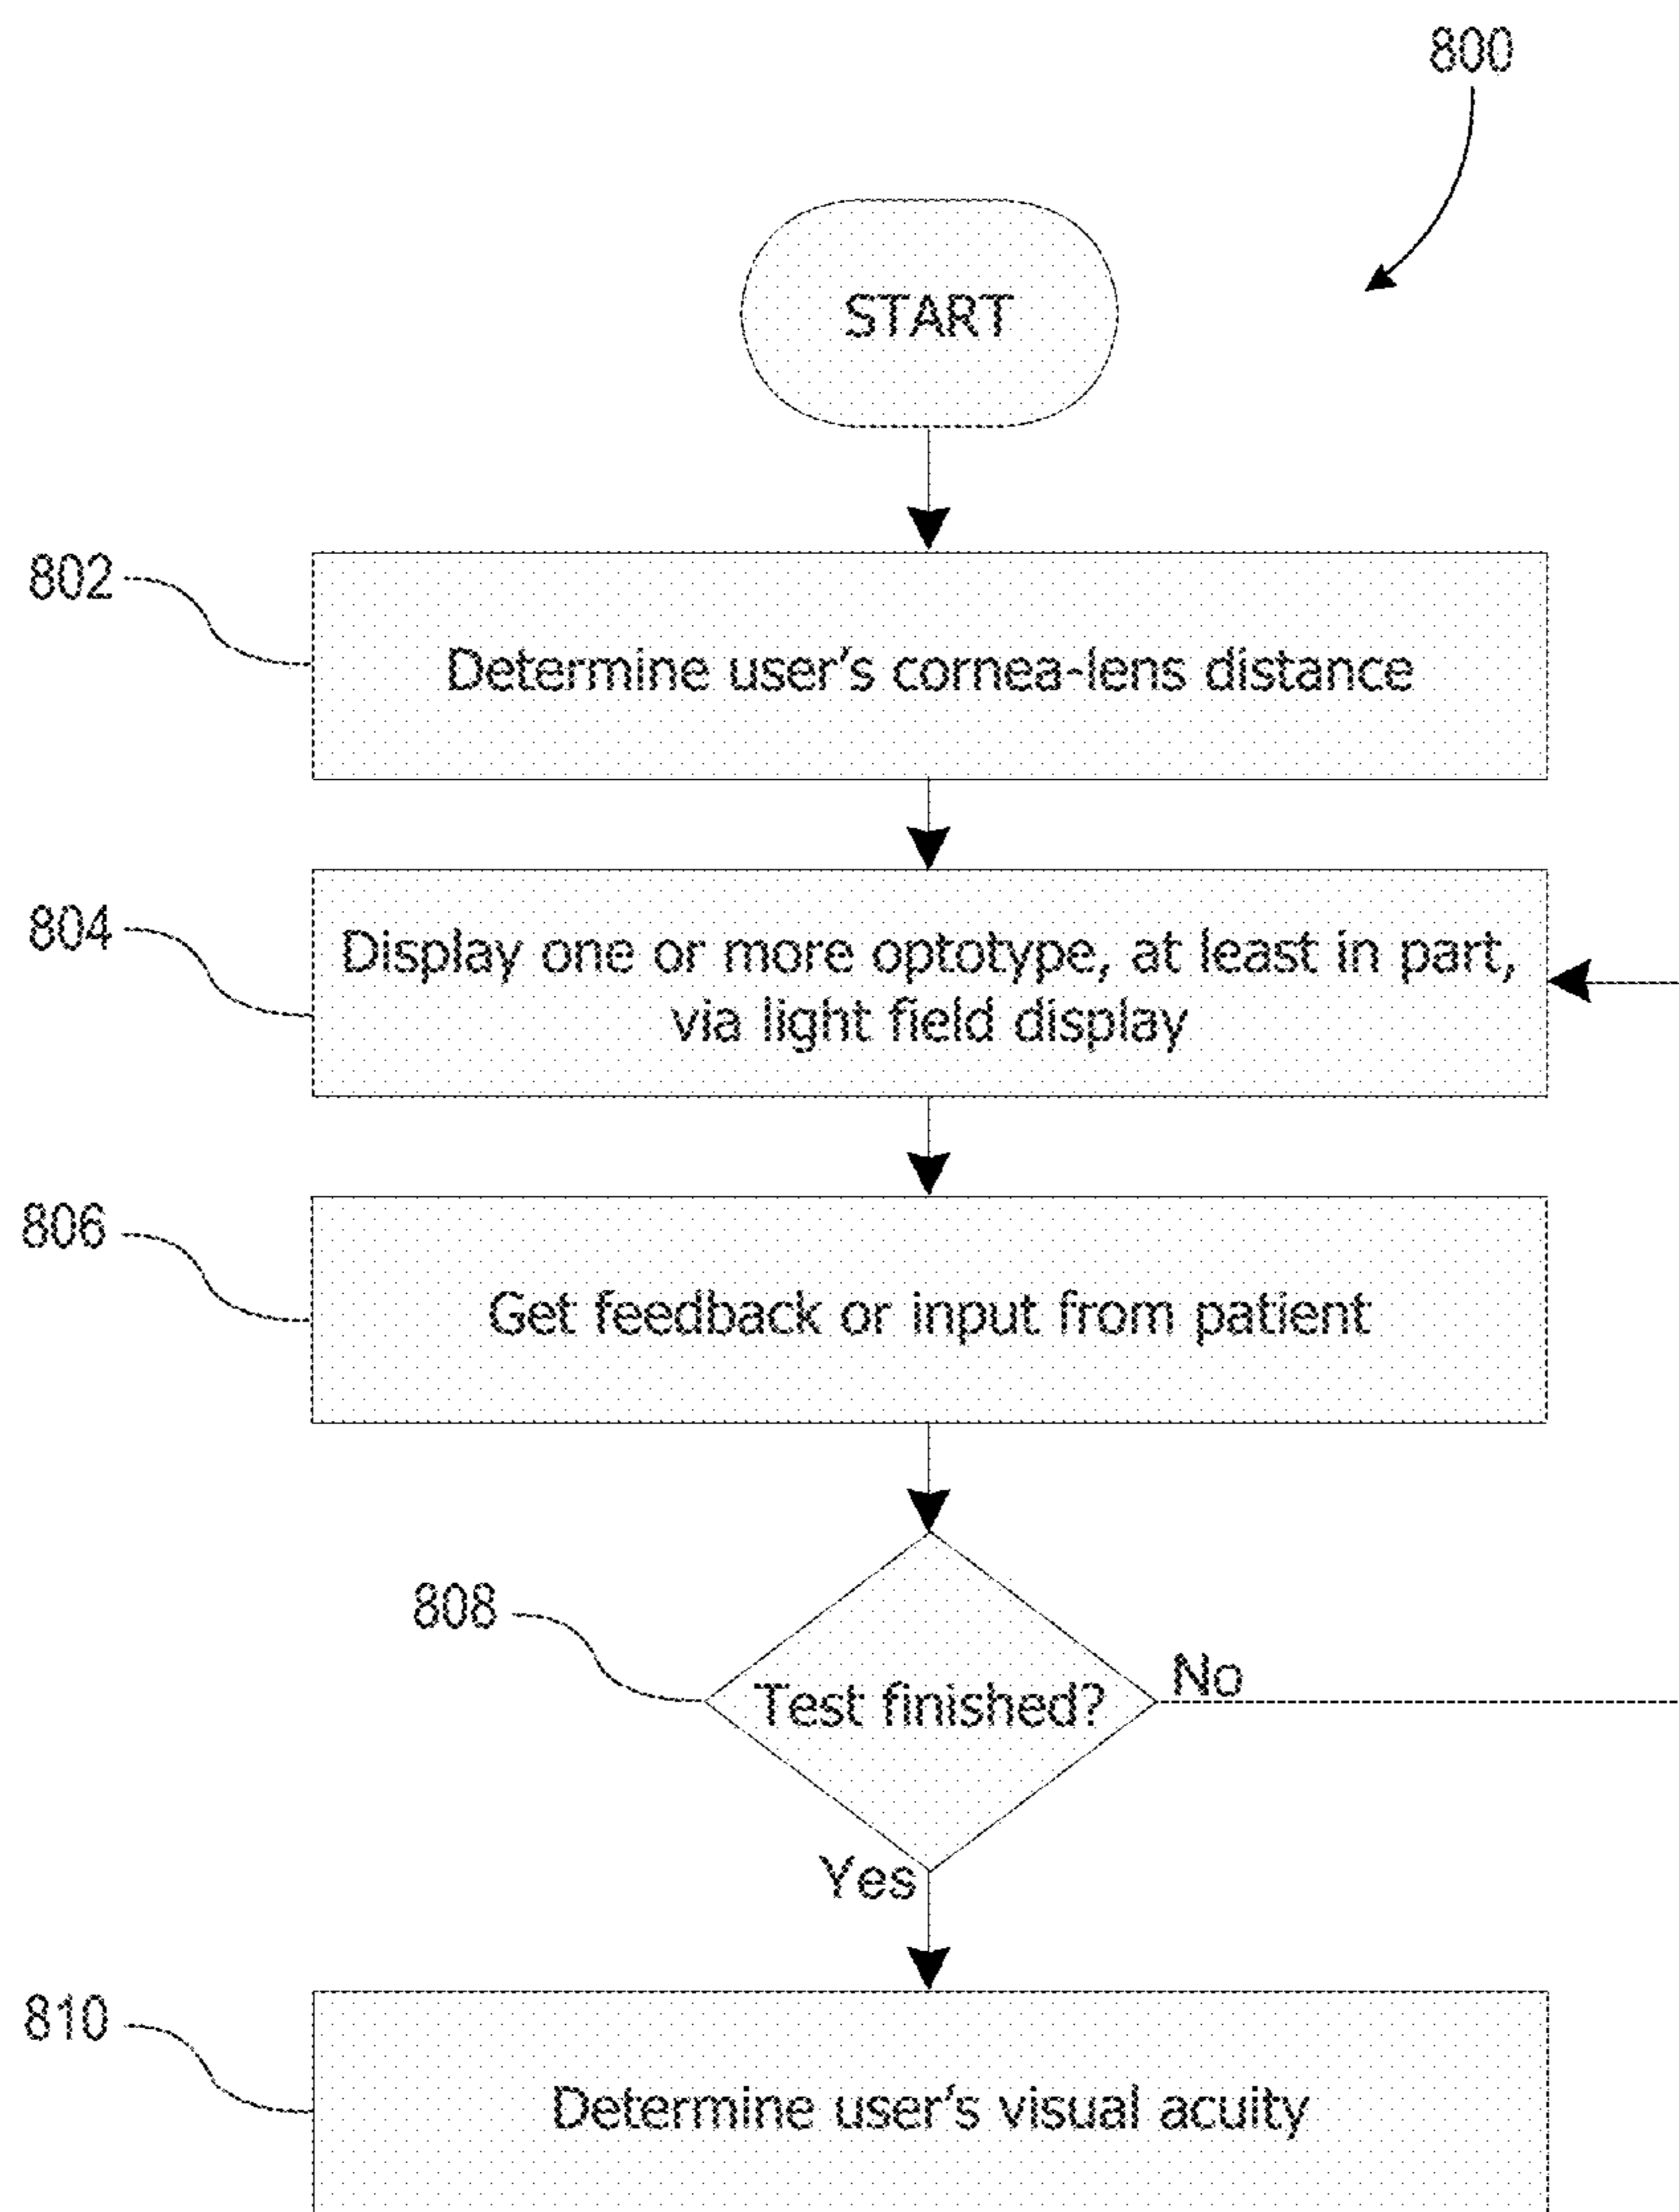 800
START
802
Determine user's cornea-lens distance
804
Display one or more optotype, at least in part,
via light field display
806
Get feedback or input from patient
808
Test finished?
No
Yes
810
Determine user's visual acuity